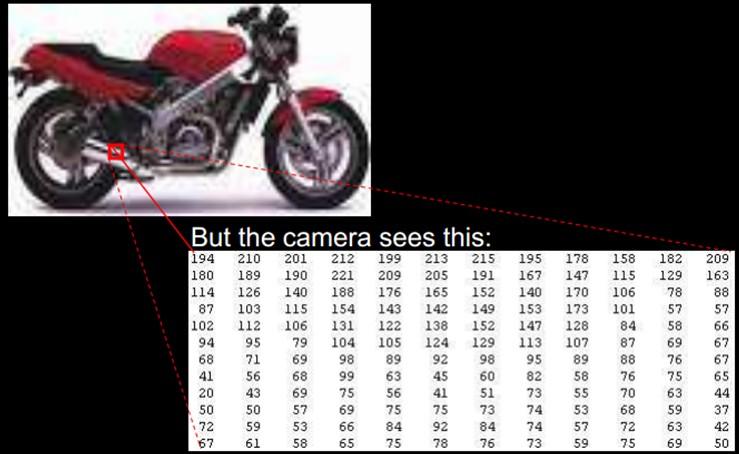 But the camera sees this:
194 210 201 212 199 213 215 195 178 158 182 209
180 189 190 221 209 205 191 167 147 115 129 163
114 126 140 188 176 165 152 140 170 106 78 88
87 103 115 154 143 142 149 153 173 101 57 57
102 112 106 131 122 138 152 147 128 84 58 66
94 95 79 104 105 124 129 113 107 87 69 67
68 71 69 98 89 92 98 95 89 88 76 67
41 56 68 99 63 45 60 82 58 76 75 65
20 43 69 75 56 41 51 73 55 70 63 44
50 50 57 69 75 75 73 74 53 68 59 37
72 59 53 66 84 92 84 74 57 72 63 42
67 61 58 65 75 78 76 73 59 75 69 50